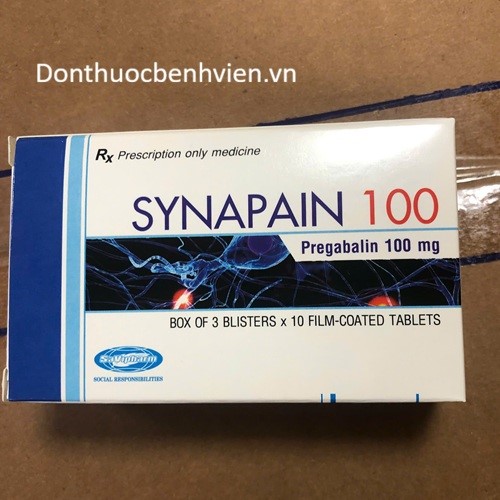 Donthuocbenhvien.vn
Rx Prescription only medicine
SYNAPAIN 100
Pregabalin 100 mg
BOX OF 3 BLISTERS x 10 FILM-COATED TABLETS
SaVipharm
SOCIAL RESPONSIBILITIES